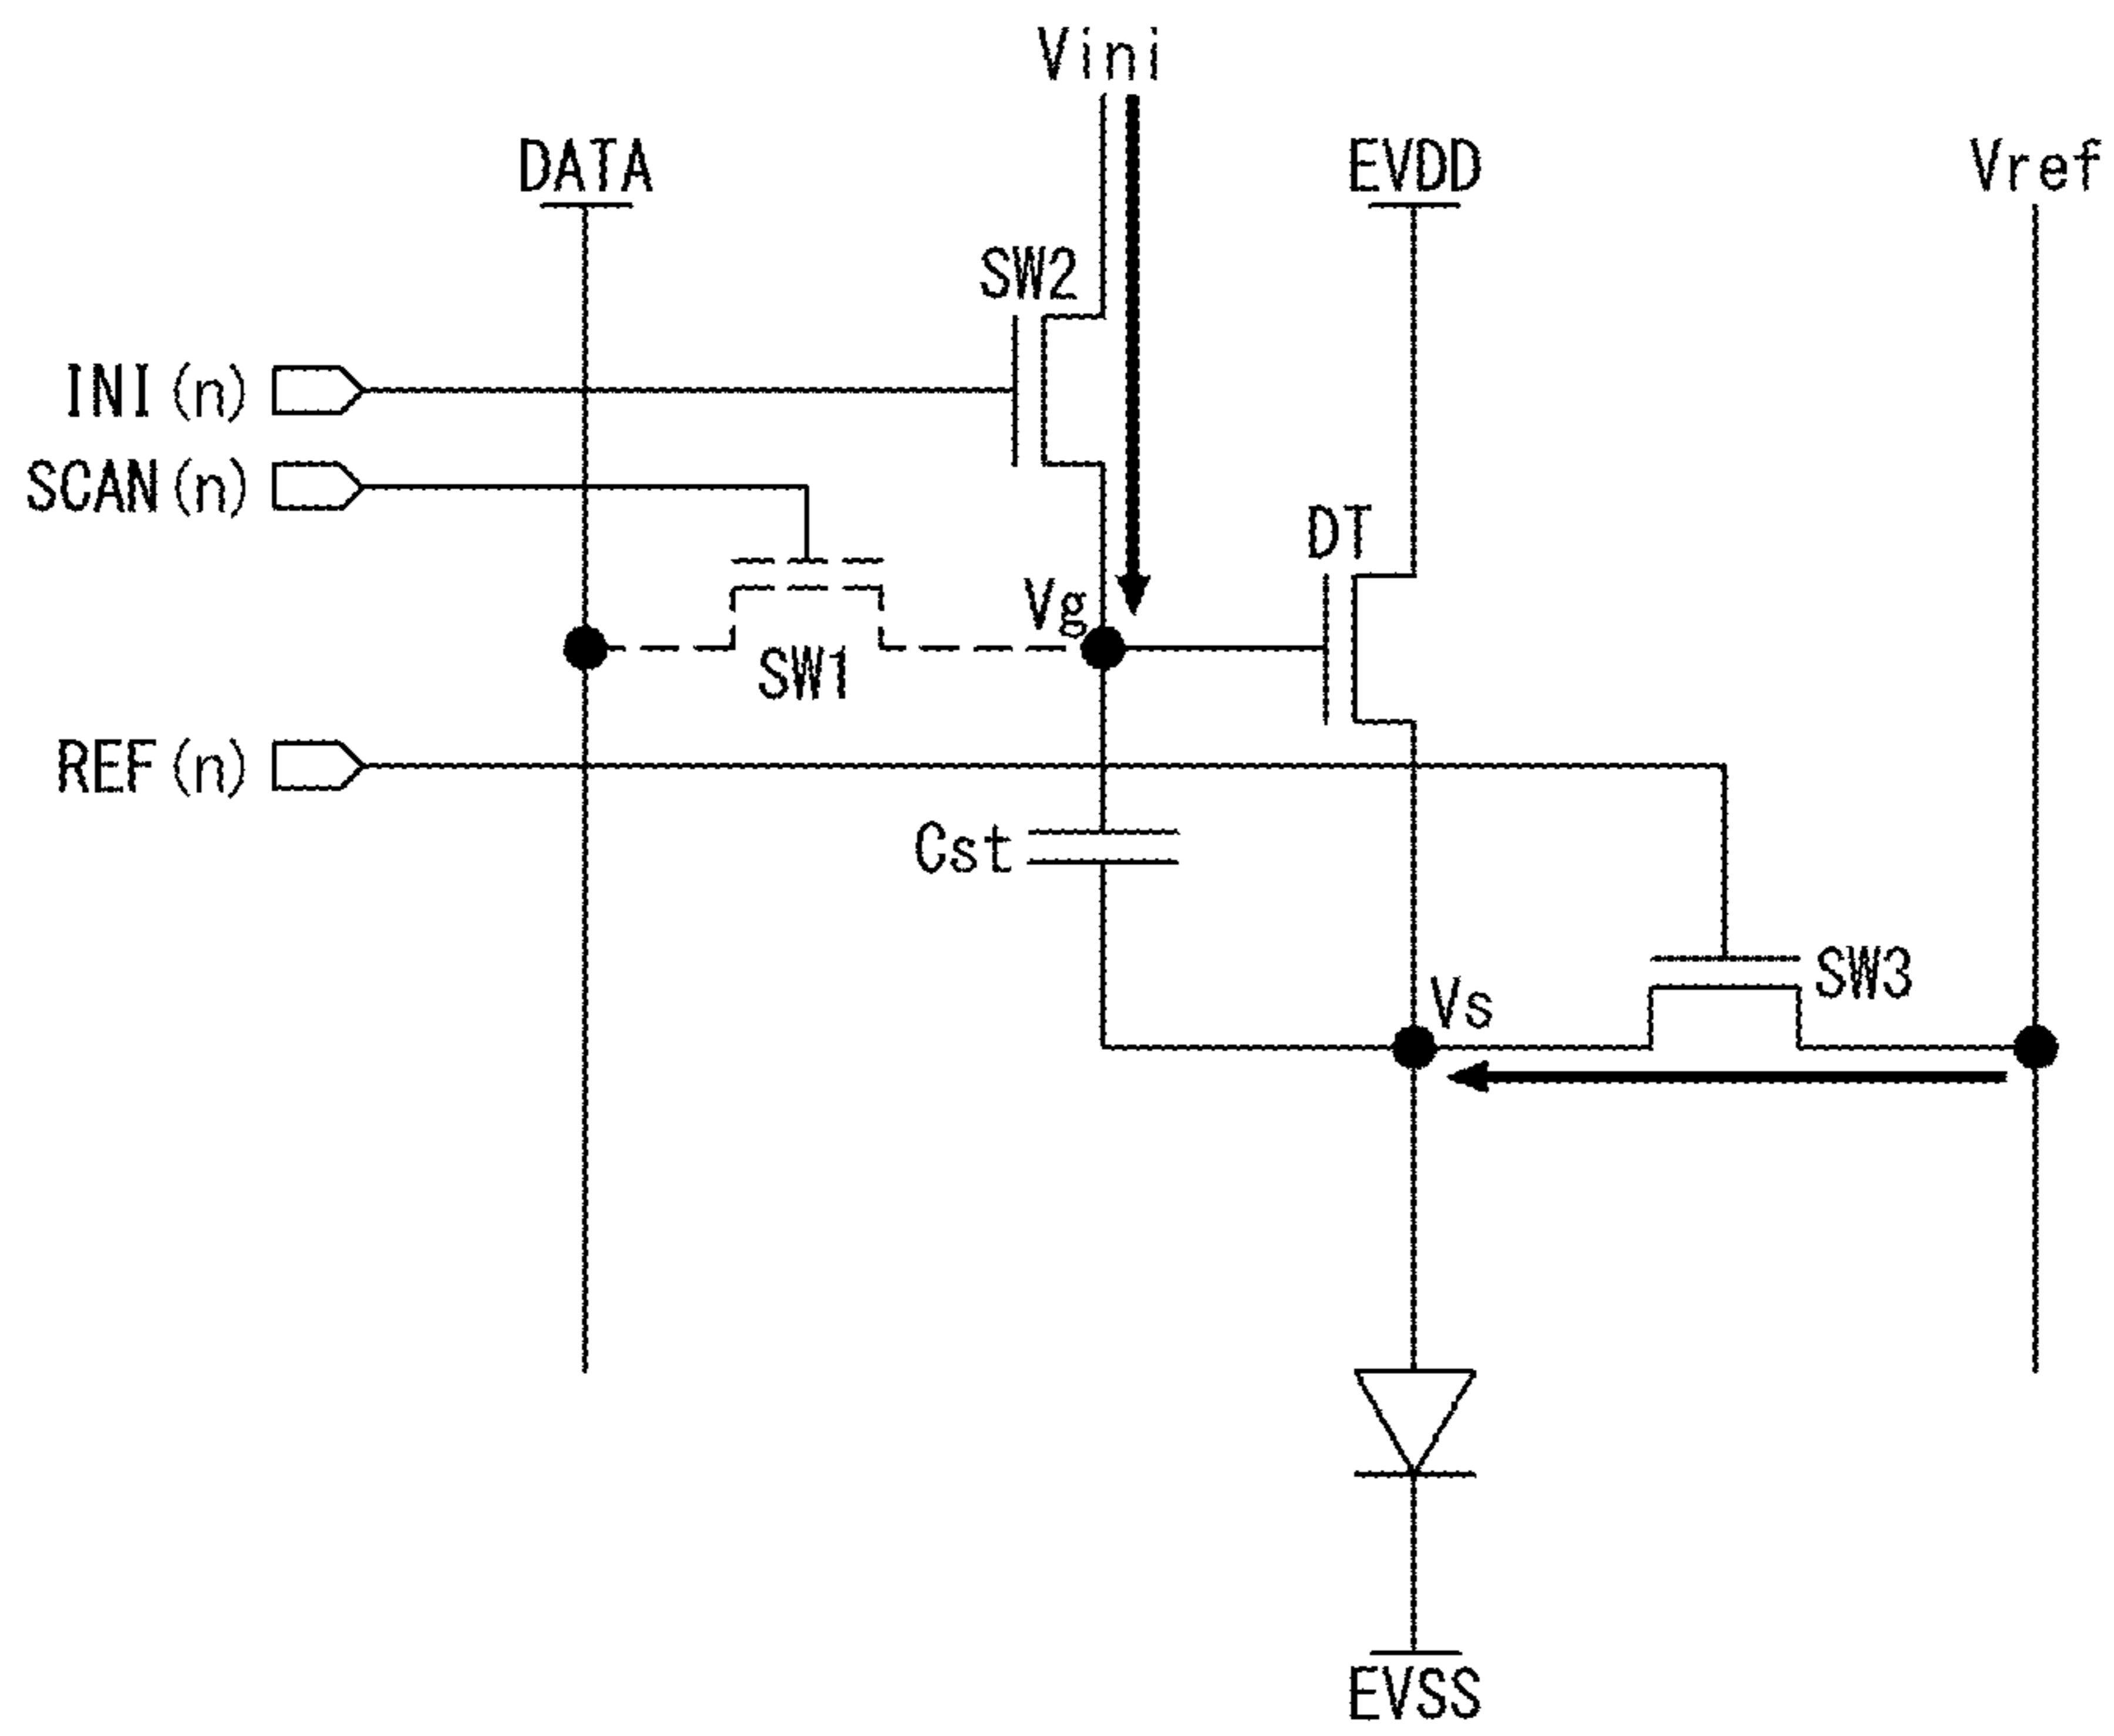 Vini
DATA
EVDD
Vref
SW2
INI(n)
SCAN(n)
DT
Vg
SW1
REF(n)
Cst
SW3
Vs
EVSS